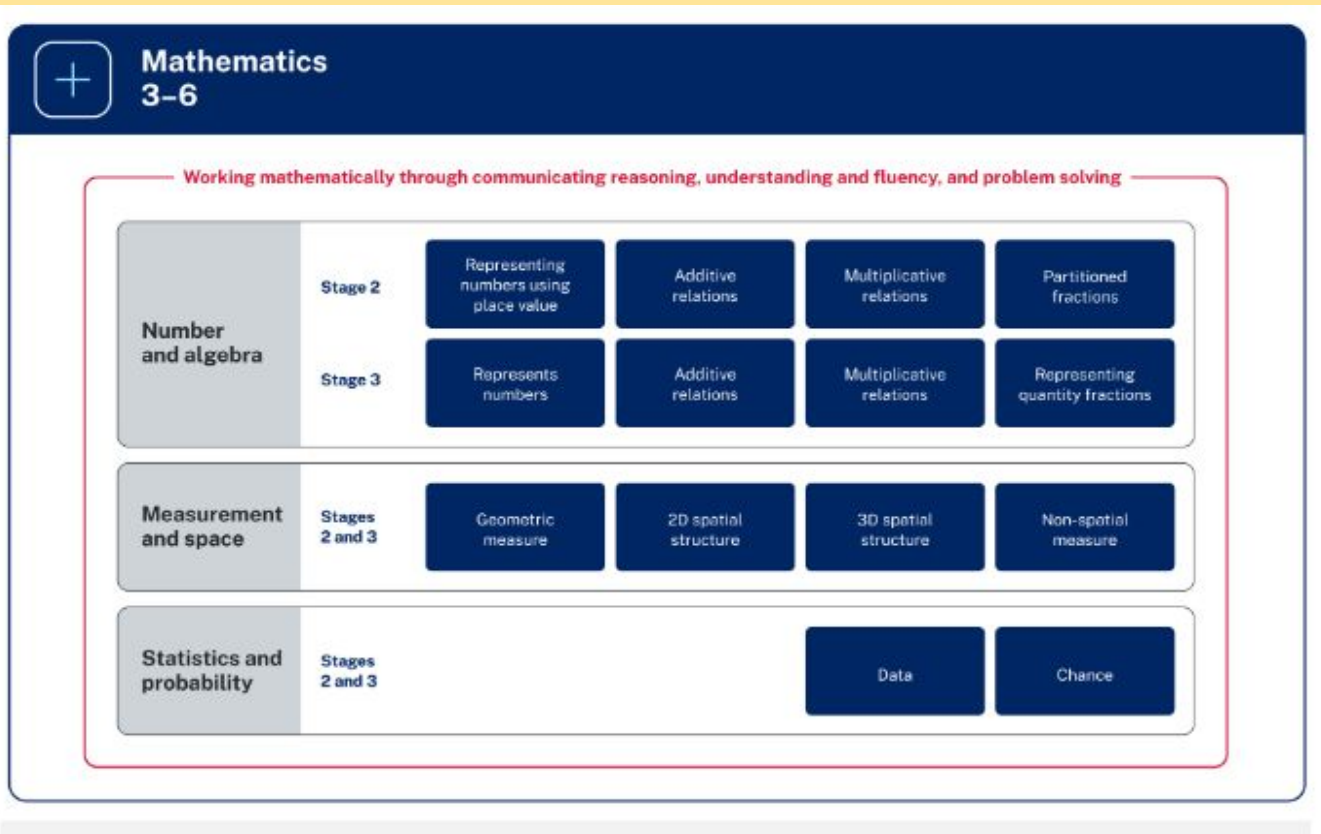 Mathematics
3–6
Working mathematically through communicating reasoning, understanding and fluency, and problem solving
Number
and algebra
Stage 2
Representing
numbers using
place value
Additive
relations
Multiplicative
relations
Partitioned
fractions
Stage 3
Represents
numbers
Additive
relations
Multiplicative
relations
Representing
quantity fractions
Measurement
and space
Stages
2 and 3
Geometric
measure
2D spatial
structure
3D spatial
structure
Non-spatial
measure
Statistics and
probability
Stages
2 and 3
Data
Chance